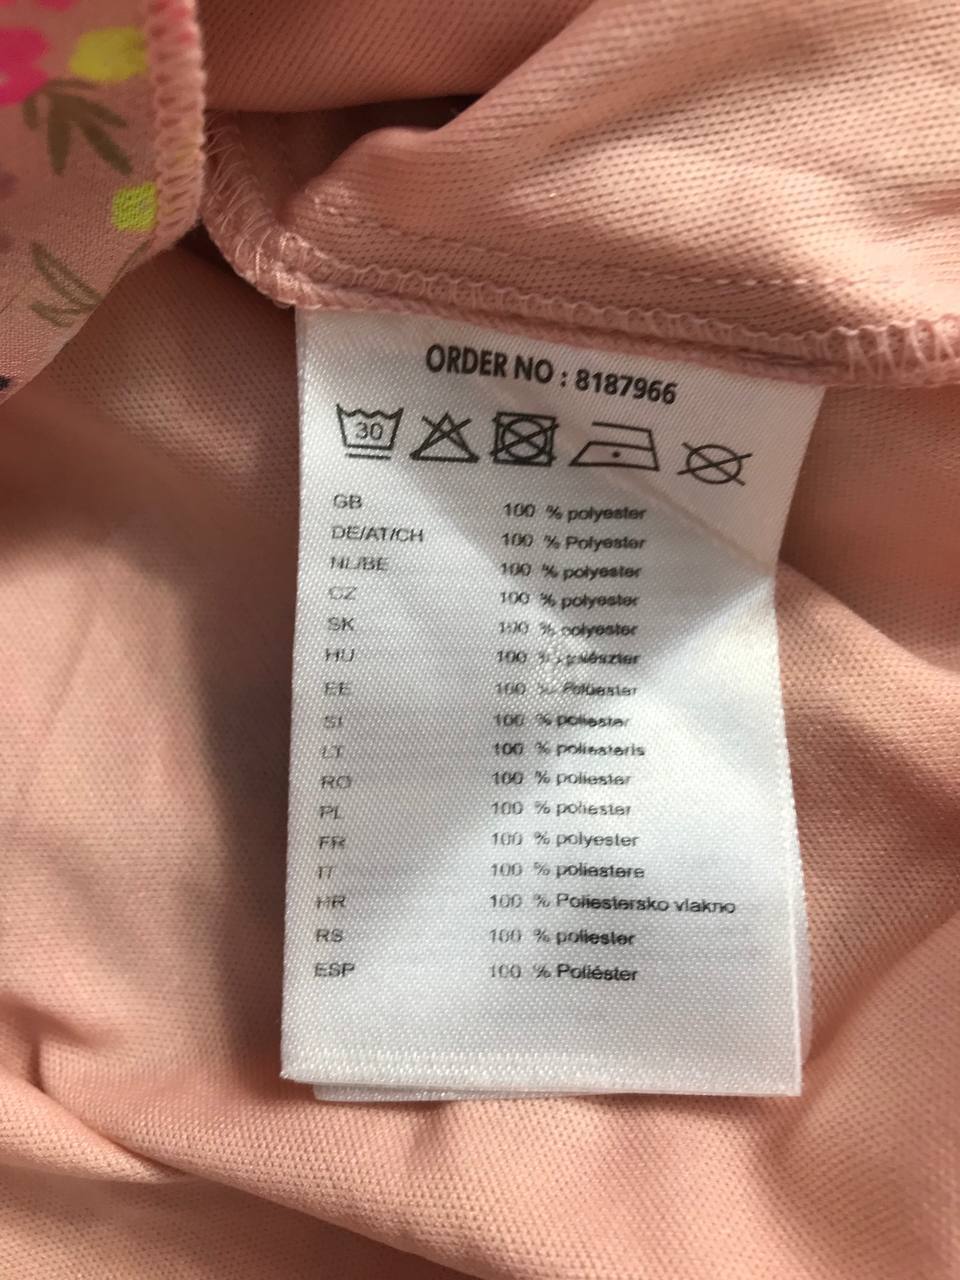 ORDER NO : 8187966
30
GB 100 % polyester
DE/AT/CH 100 % Polyester
NL/BE 100 % polyester
CZ 100 % polyester
SK 100 % polyester
HU 100 % poliészter
EE 100 % Polüester
SI 100 % poliester
LT 100 % poliesteris
RO 100 % poliester
PL 100 % poliester
FR 100 % polyester
IT 100 % poliestere
HR 100 % Poliestersko vlakno
RS 100 % poliester
ESP 100 % Poliéster